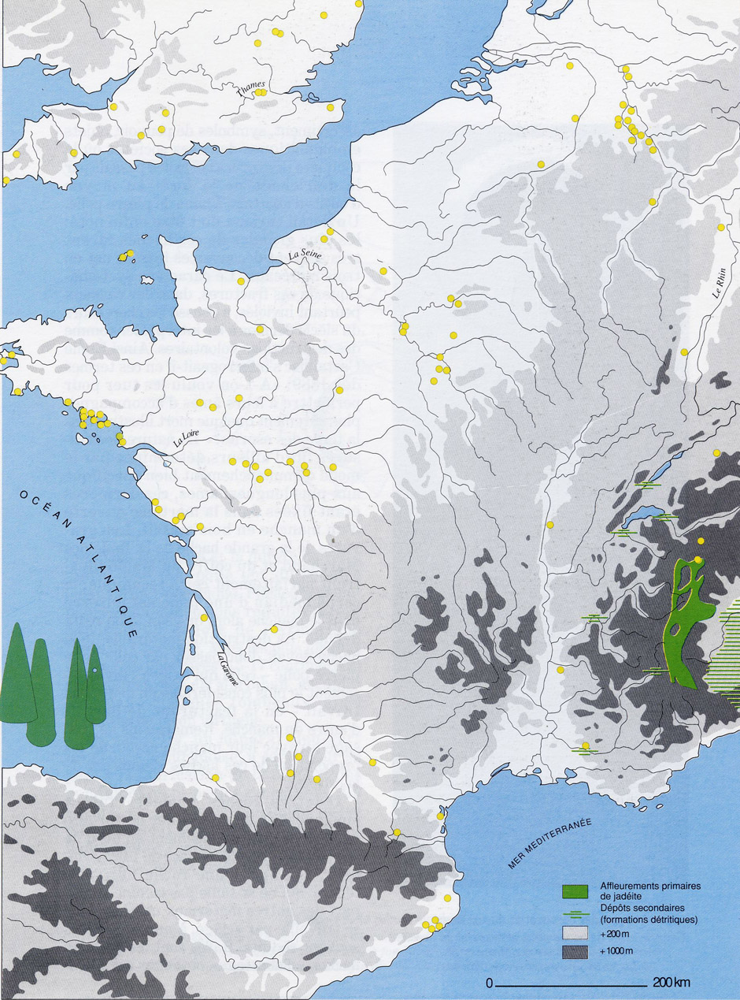 Thames
La Seine
Le Rhin
La Loire
OCÉAN ATLANTIQUE
La Garonne
MER MEDITERRANÉE
Affleurements primaires
de jadéite
Dépôts secondaires
(formations détritiques)
+200 m
+1000 m
0 200 km